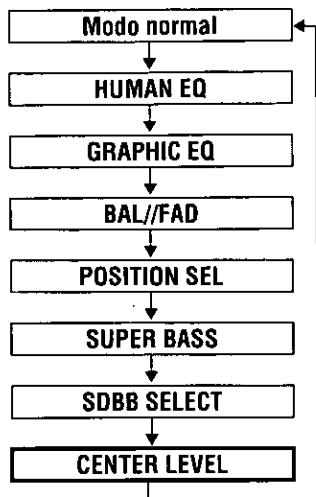 Modo normal
HUMAN EQ
GRAPHIC EQ
BAL//FAD
POSITION SEL
SUPER BASS
SDBB SELECT
CENTER LEVEL